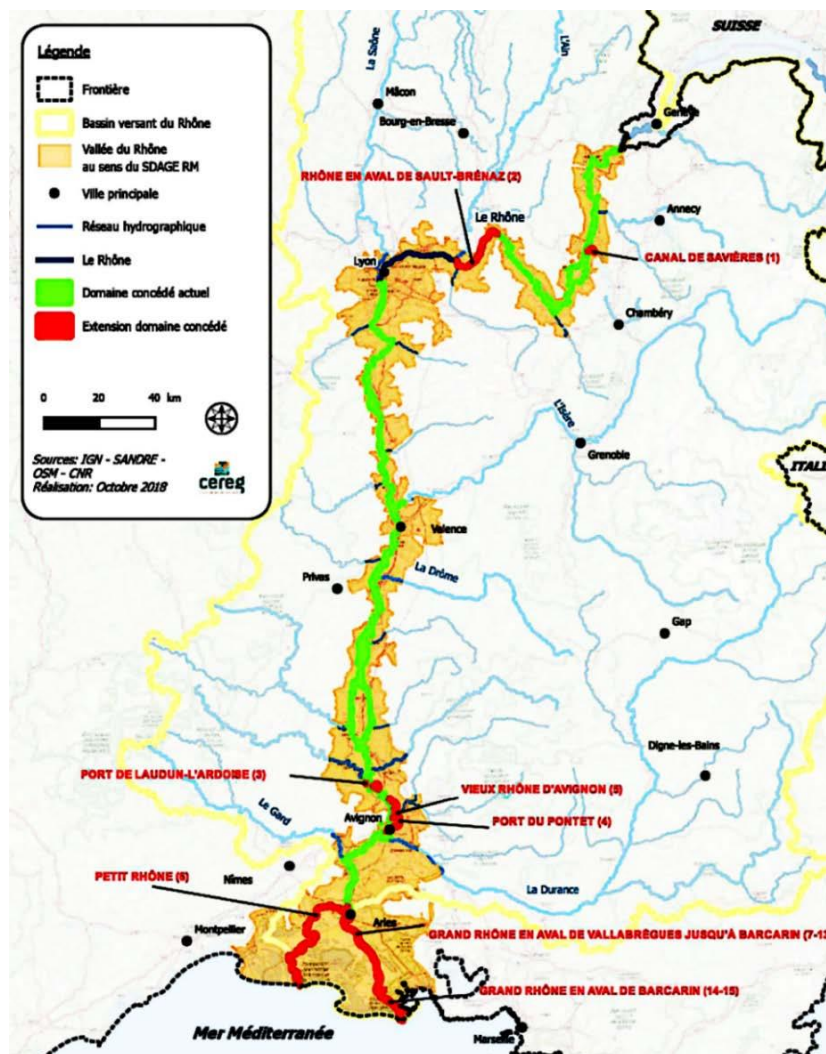 Légende
Frontière
Bassin versant du Rhône
Vallée du Rhône
au sens du SDAGE RM
Ville principale
Réseau hydrographique
Le Rhône
Domaine concédé actuel
Extension domaine concédé
0 20 40 km
Sources: IGN - SANDRE -
OSM - CNR
Réalisation: Octobre 2018
cereg
SUISSE
La Saône
L'Ain
Mâcon
Bourg-en-Bresse
Genève
RHÔNE EN AVAL DE SAULT-BRÉNAZ (2)
Le Rhône
Annecy
Lyon
CANAL DE SAVIÈRES (1)
Chambéry
L'Isère
Grenoble
ITALI
Valence
La Drôme
Privas
Gap
Digne-les-Bains
PORT DE LAUDUN-L'ARDOISE (3)
VIEUX RHÔNE D'AVIGNON (5)
Le Gard
Avignon
PORT DU PONTET (4)
Nîmes
PETIT RHÔNE (6)
La Durance
Montpellier
Arles
GRAND RHÔNE EN AVAL DE VALLABRÈGUES JUSQU'À BARCARIN (7-13
GRAND RHÔNE EN AVAL DE BARCARIN (14-15)
Mer Méditerranée
Marseille